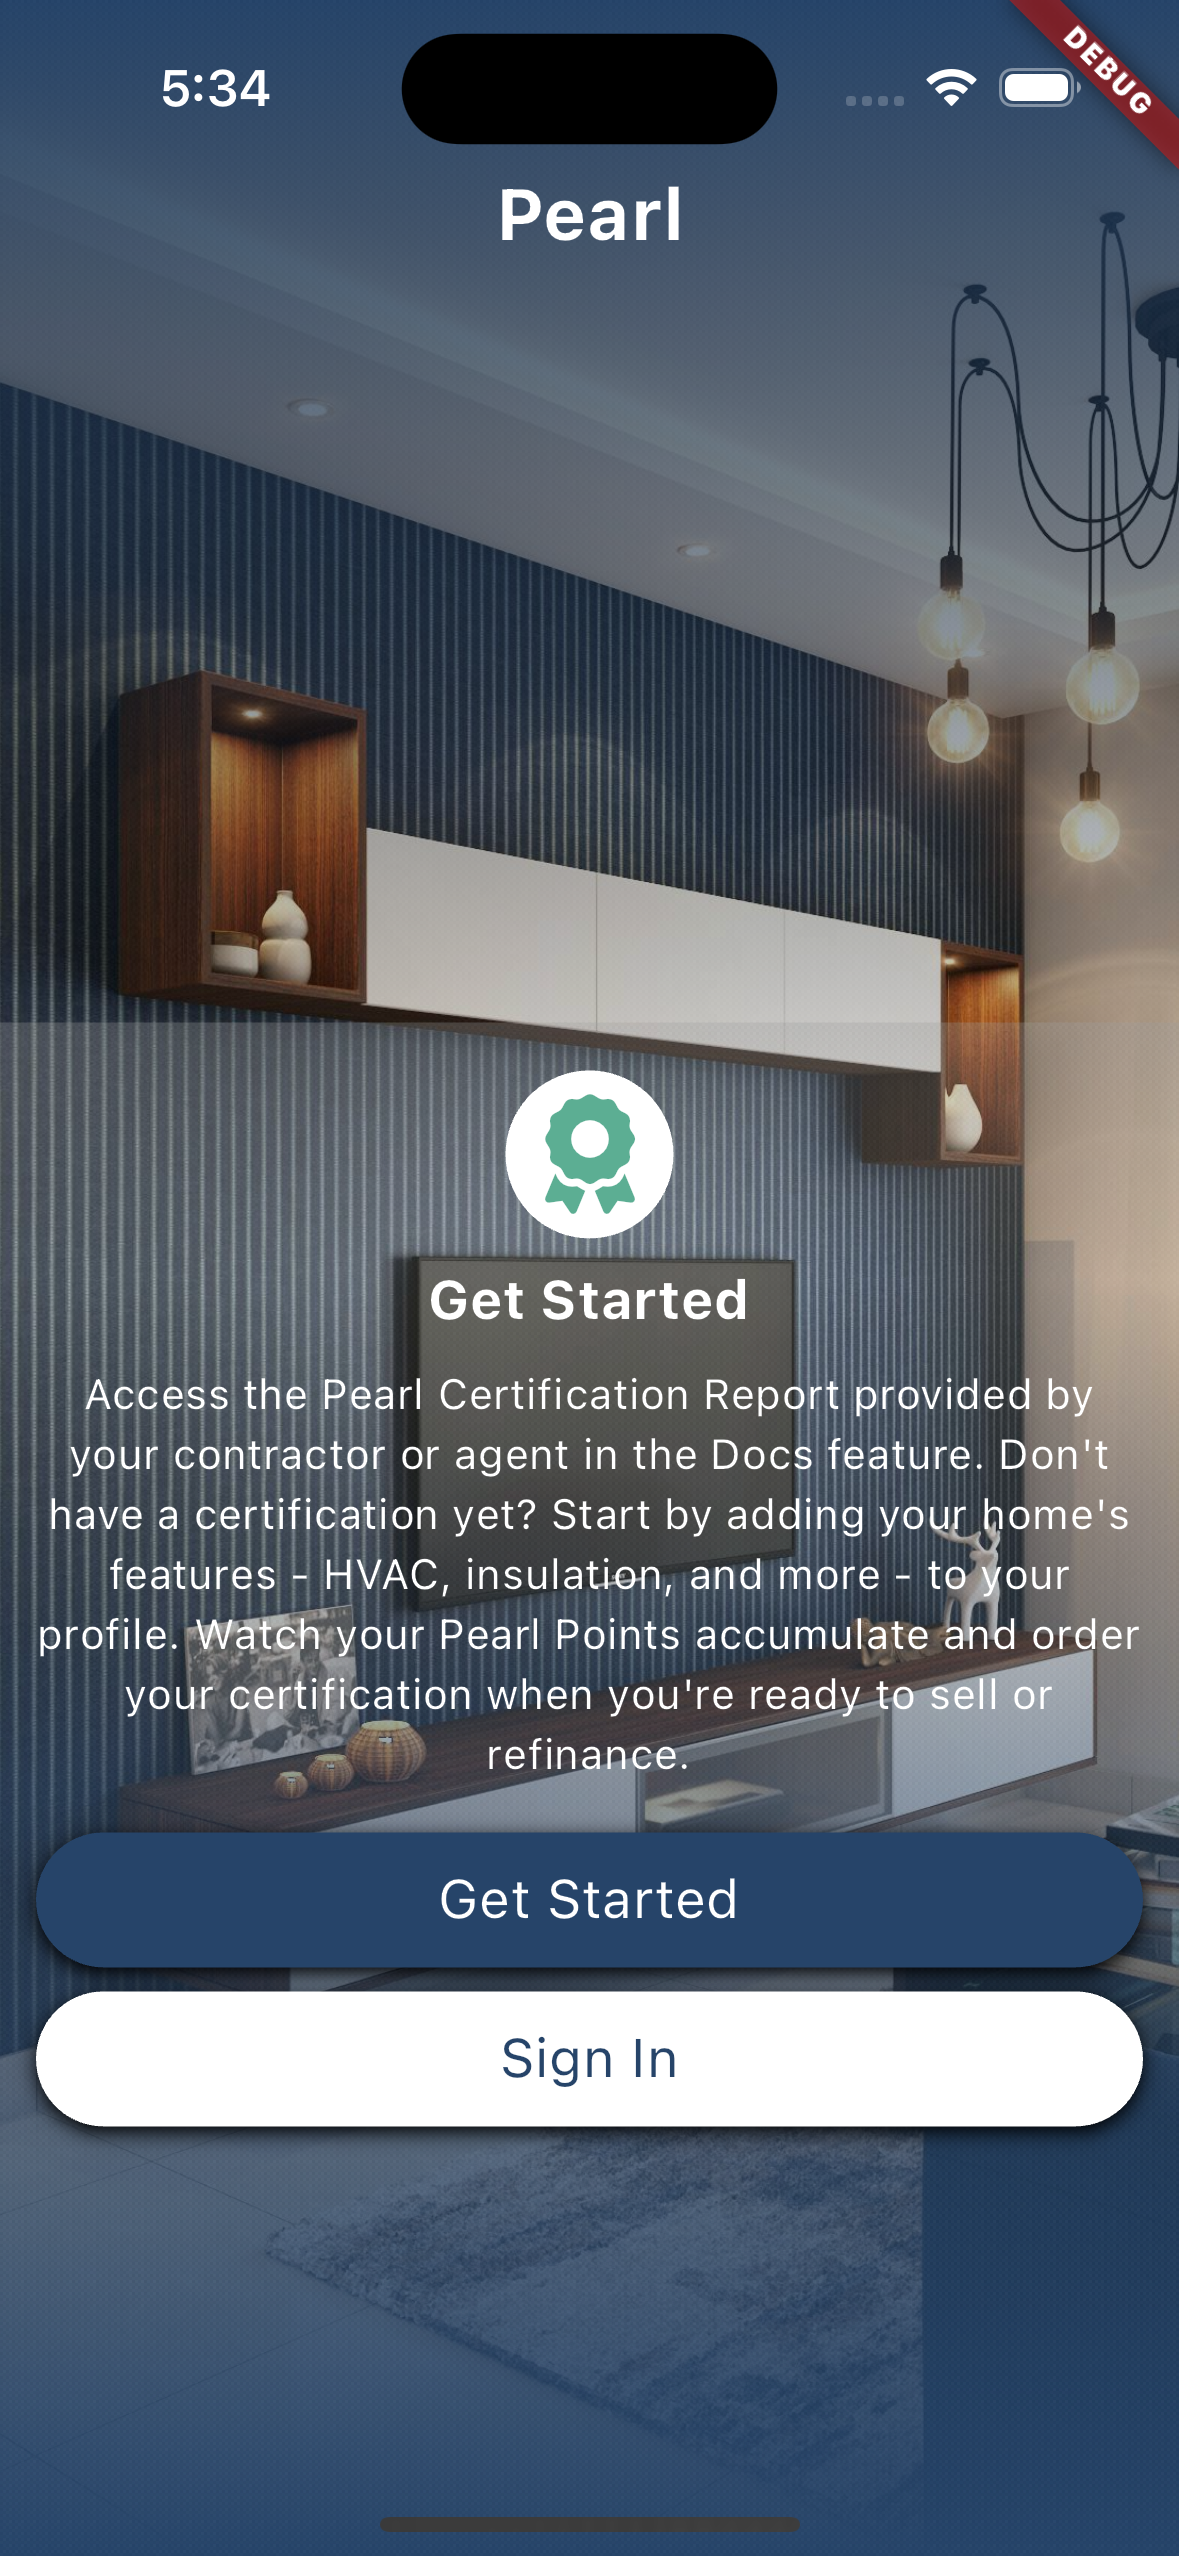 5:34
DEBUG
Pearl
Get Started
Access the Pearl Certification Report provided by
your contractor or agent in the Docs feature. Don't
have a certification yet? Start by adding your home's
features - HVAC, insulation, and more - to your
profile. Watch your Pearl Points accumulate and order
your certification when you're ready to sell or
refinance.
Get Started
Sign In